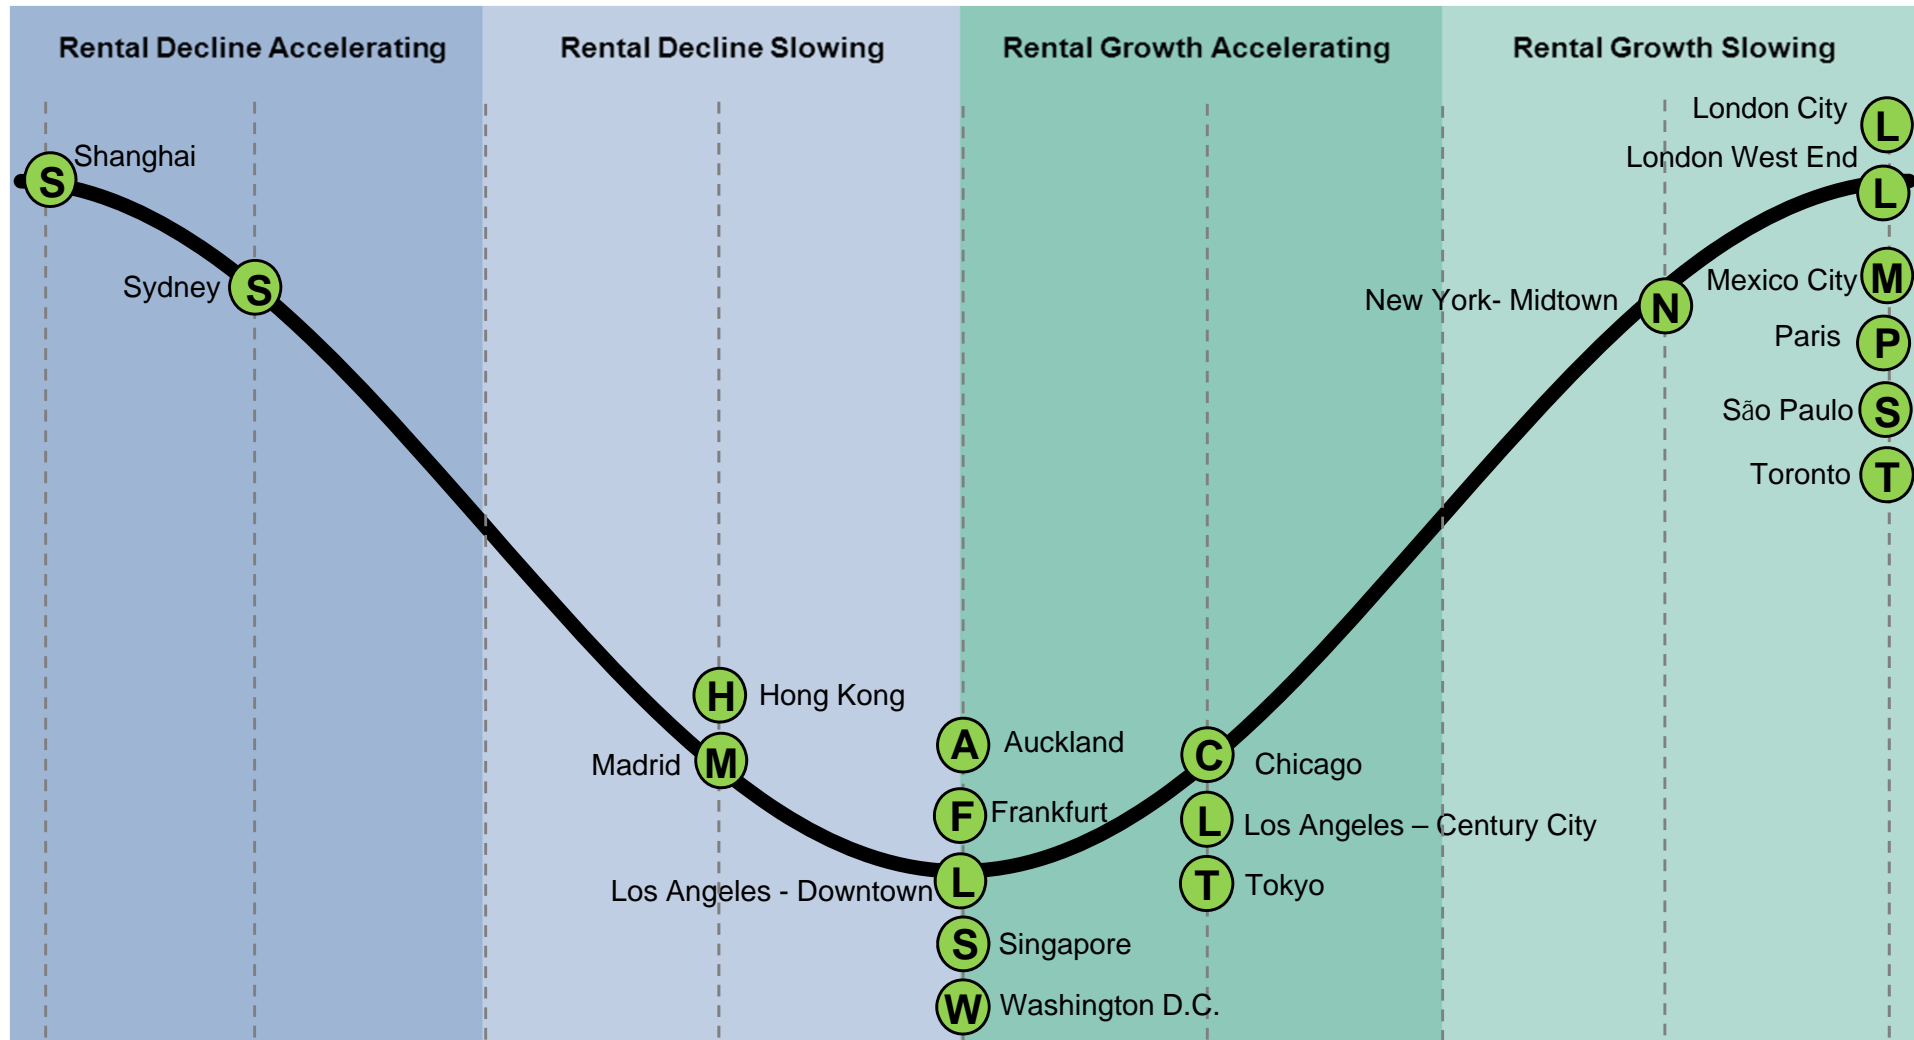 Rental Decline Accelerating
Rental Decline Slowing
Rental Growth Accelerating
Rental Growth Slowing
S Shanghai
Sydney S
H Hong Kong
Madrid M
A Auckland
F Frankfurt
Los Angeles - Downtown L
S Singapore
W Washington D.C.
C Chicago
L Los Angeles – Century City
T Tokyo
New York- Midtown N
London City L
London West End L
Mexico City M
Paris P
São Paulo S
Toronto T